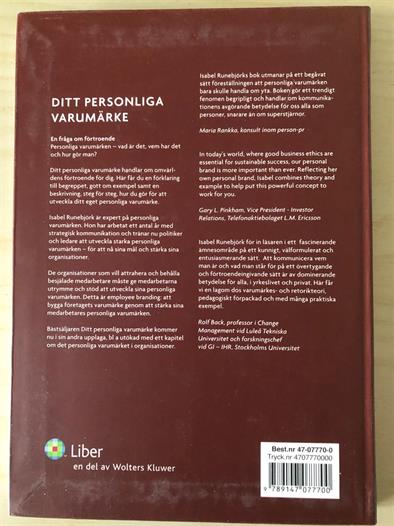 DITT PERSONLIGA
VARUMÄRKE
En fråga om förtroende
Personliga varumärken – vad är det, vem har det
och hur gör man?
Ditt personliga varumärke handlar om omvärl-
dens förtroende för dig. Här får du en förklaring
till begreppet, gott om exempel samt en
beskrivning, steg för steg, hur du gör för att
utveckla ditt eget personliga varumärke.
Isabel Runebjörk är expert på personliga
varumärken. Hon har arbetat ett antal år med
strategisk kommunikation och tränar nu politiker
och ledare att utveckla starka personliga
varumärken – för att nå sina mål och stärka sina
organisationer.
De organisationer som vill attrahera och behålla
besjälade medarbetare måste ge medarbetarna
utrymme och stöd att utveckla sina personliga
varumärken. Detta är employee branding: att
bygga företagets varumärke genom att stärka sina
medarbetares personliga varumärken.
Bästsäljaren Ditt personliga varumärke kommer
nu i sin andra upplaga, bl a utökad med ett kapitel
om det personliga varumärket i organisationer.
Isabel Runebjörks bok utmanar på ett begåvat
sätt föreställningen att personliga varumärken
bara skulle handla om yta. Boken gör ett trendigt
fenomen begripligt och handlar om kommunika-
tionens avgörande betydelse för oss alla som
personer, snarare än om superstjärnor.
Maria Rankka, konsult inom person-pr
In today's world, where good business ethics are
essential for sustainable success, our personal
brand is more important than ever. Reflecting her
own personal brand, Isabel combines theory and
example to help put this powerful concept to
work for you.
Gary L. Pinkham, Vice President - Investor
Relations, Telefonaktiebolaget L.M. Ericsson
Isabel Runebjörk för in läsaren i ett fascinerande
ämnesområde på ett kunnigt, välformulerat och
entusiasmerande sätt. Att kommunicera vem
man är och vad man står för på ett övertygande
och förtroendeingivande sätt är av dominerande
betydelse för alla, i yrkeslivet och privat. Här får
vi en lagom dos varumärkes- och retorikteori,
pedagogiskt förpackad och med många praktiska
exempel.
Rolf Back, professor i Change
Management vid Luleå Tekniska
Universitet och forskningschef
vid GI – IHR, Stockholms Universitet
Liber
en del av Wolters Kluwer
Best.nr 47-07770-0
Tryck.nr 4707770000
9 789147 077700